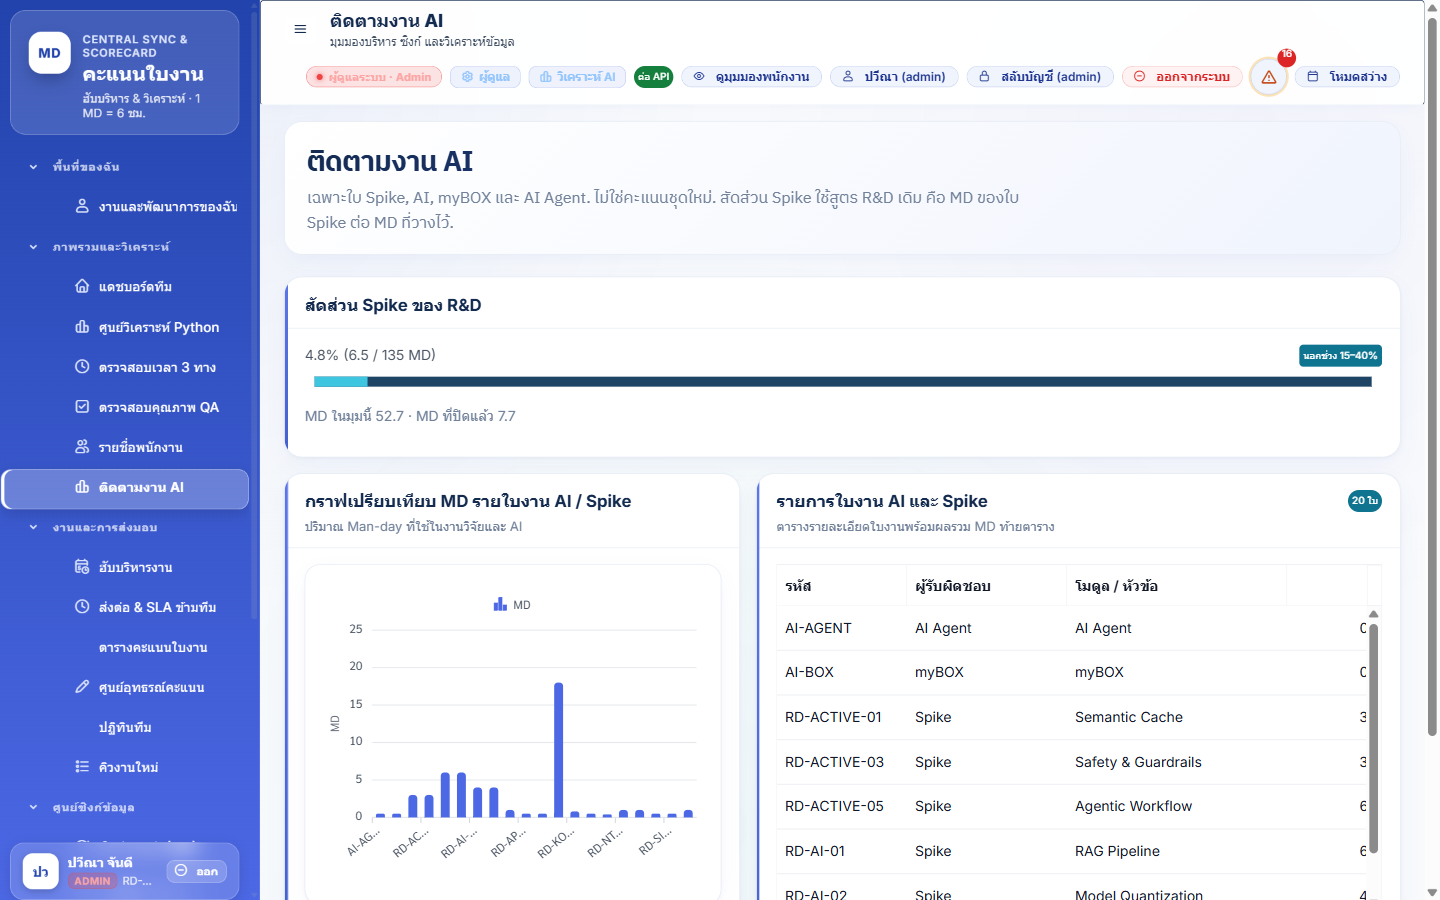 MD
CENTRAL SYNC &
SCORECARD
คะแนนใบงาน
ฮับบริหาร & วิเคราะห์ · 1
MD = 6 ชม.
พื้นที่ของฉัน
งานและพัฒนาการของฉัน
ภาพรวมและวิเคราะห์
แดชบอร์ดทีม
ศูนย์วิเคราะห์ Python
ตรวจสอบเวลา 3 ทาง
ตรวจสอบคุณภาพ QA
รายชื่อพนักงาน
ติดตามงาน AI
งานและการส่งมอบ
ฮับบริหารงาน
ส่งต่อ & SLA ข้ามทีม
ตารางคะแนนใบงาน
ศูนย์อุทธรณ์คะแนน
ปฏิทินทีม
คิวงานใหม่
ศูนย์ซิงก์ข้อมูล
ปว
ปวีณา จันดี
ADMIN RD-...
ออก
ติดตามงาน AI
มุมมองบริหาร ซิงก์ และวิเคราะห์ข้อมูล
ผู้ดูแลระบบ · Admin
ผู้ดูแล
วิเคราะห์ AI
ต่อ API
ดูมุมมองพนักงาน
ปวีณา (admin)
สลับบัญชี (admin)
ออกจากระบบ
16
โหมดสว่าง
ติดตามงาน AI
เฉพาะใบ Spike, AI, myBOX และ AI Agent. ไม่ใช่คะแนนชุดใหม่. สัดส่วน Spike ใช้สูตร R&D เดิม คือ MD ของใบ
Spike ต่อ MD ที่วางไว้.
สัดส่วน Spike ของ R&D
4.8% (6.5 / 135 MD)
นอกช่วง 15-40%
MD ในมุมนี้ 52.7 · MD ที่ปิดแล้ว 7.7
กราฟเปรียบเทียบ MD รายใบงาน AI / Spike
ปริมาณ Man-day ที่ใช้ในงานวิจัยและ AI
MD
25
20
15
10
5
0
MD
AI-AG...
RD-AC...
RD-AI-...
RD-AP...
RD-KO...
RD-NT...
RD-SI...
รายการใบงาน AI และ Spike
20 ใบ
ตารางรายละเอียดใบงานพร้อมผลรวม MD ท้ายตาราง
รหัส ผู้รับผิดชอบ โมดูล / หัวข้อ
AI-AGENT AI Agent AI Agent 0
AI-BOX myBOX myBOX 0
RD-ACTIVE-01 Spike Semantic Cache 3
RD-ACTIVE-03 Spike Safety & Guardrails 3
RD-ACTIVE-05 Spike Agentic Workflow 6
RD-AI-01 Spike RAG Pipeline 6
RD-AI-02 Spike Model Quantization 4